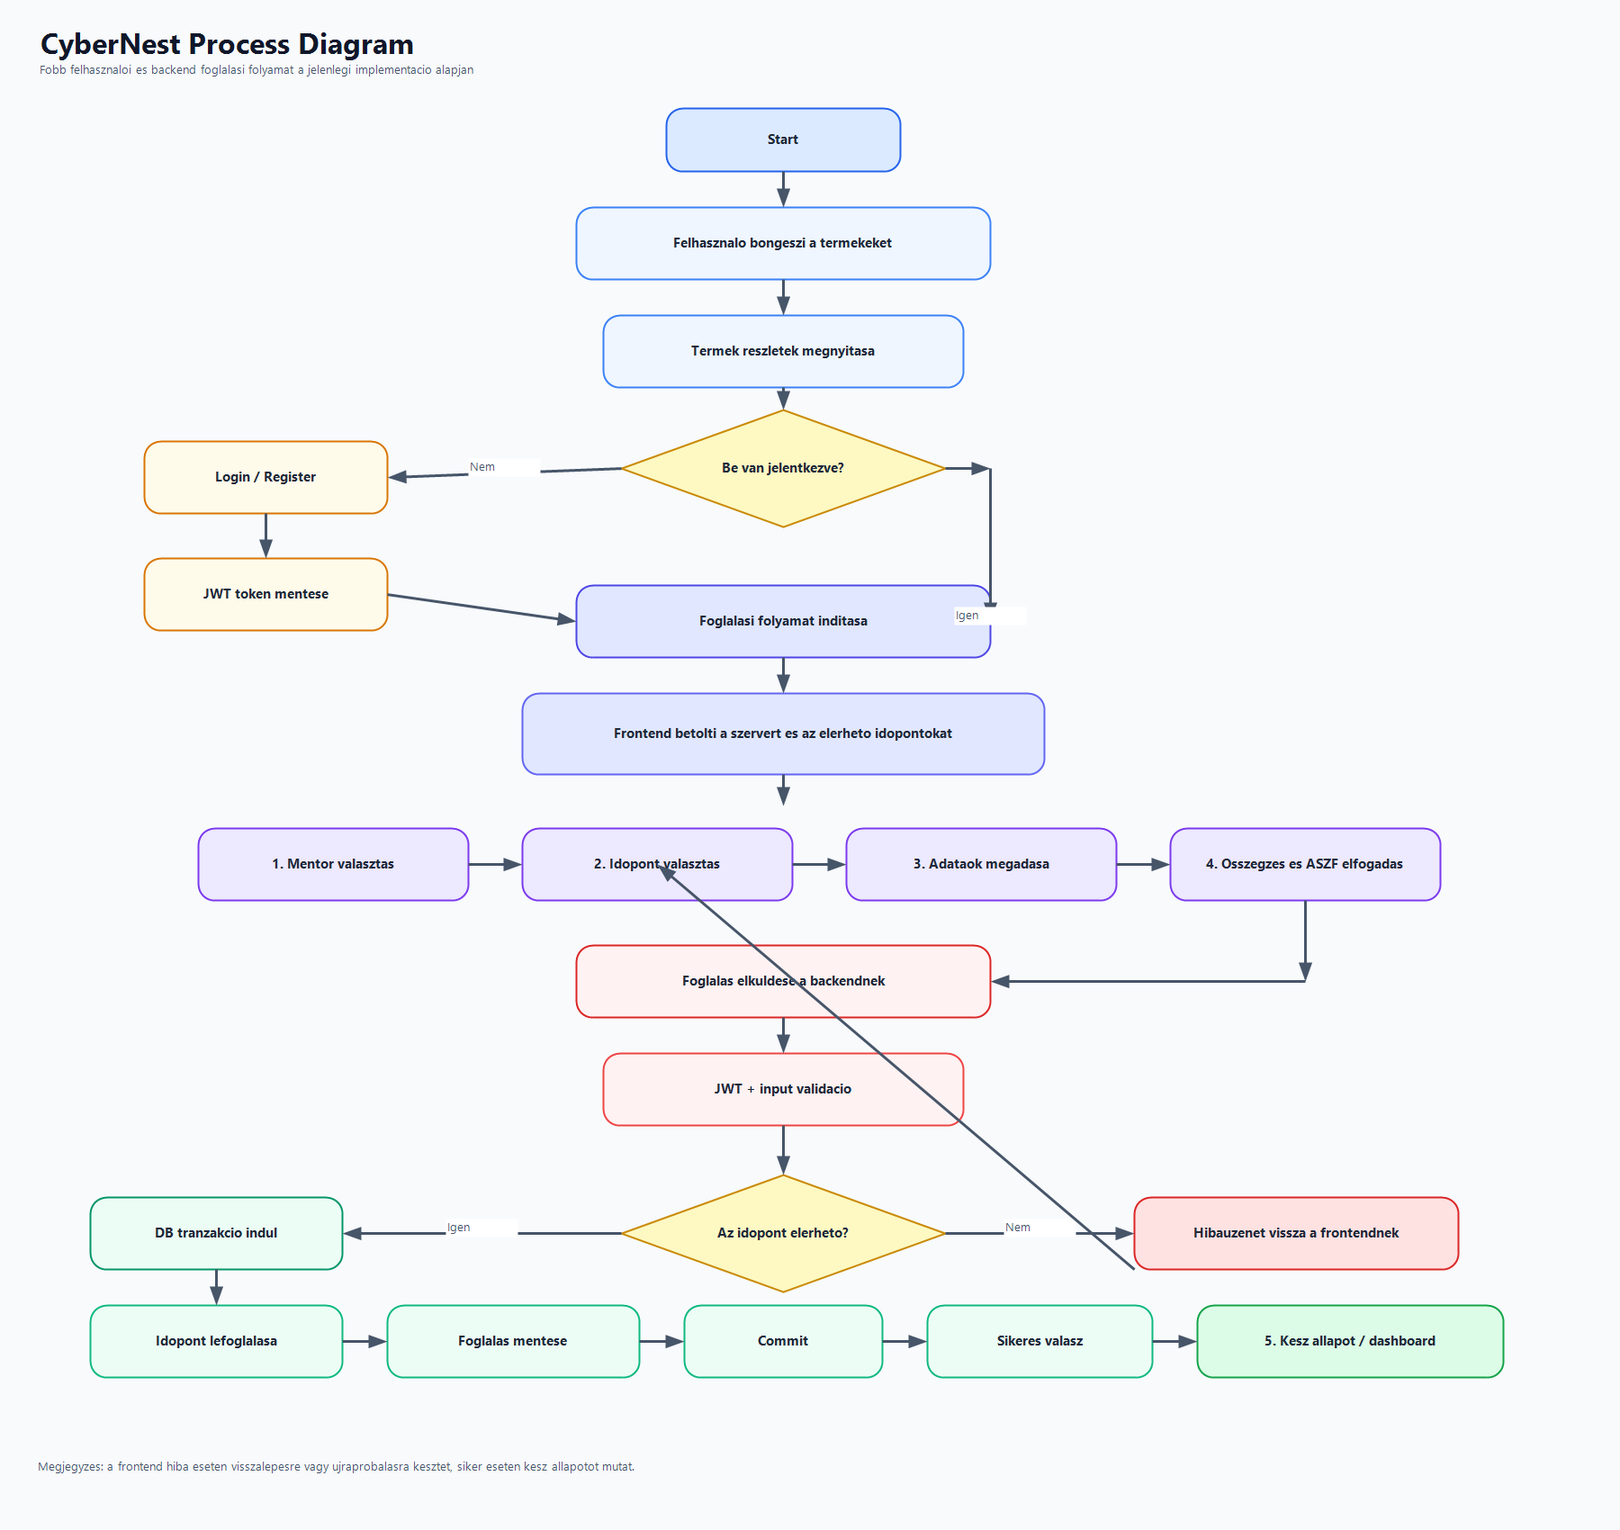 CyberNest Process Diagram
Fobb felhasznaloi es backend foglalasi folyamat a jelenlegi implementacio alapjan
Start
Felhasznalo bongeszi a termekeket
Termek reszletek megnyitasa
Be van jelentkezve?
Nem
Login / Register
JWT token mentese
Igen
Foglalasi folyamat inditasa
Frontend betolti a szervert es az elerheto idopontokat
1. Mentor valasztas
2. Idopont valasztas
3. Adataok megadasa
4. Osszegzes es ASZF elfogadas
Foglalas elkuldese a backendnek
JWT + input validacio
Az idopont elerheto?
Igen
Nem
DB tranzakcio indul
Hibauzenet vissza a frontendnek
Idopont lefoglalasa
Foglalas mentese
Commit
Sikeres valasz
5. Kesz allapot / dashboard
Megjegyzes: a frontend hiba eseten visszalepesre vagy ujraprobalasra kesztet, siker eseten kesz allapotot mutat.